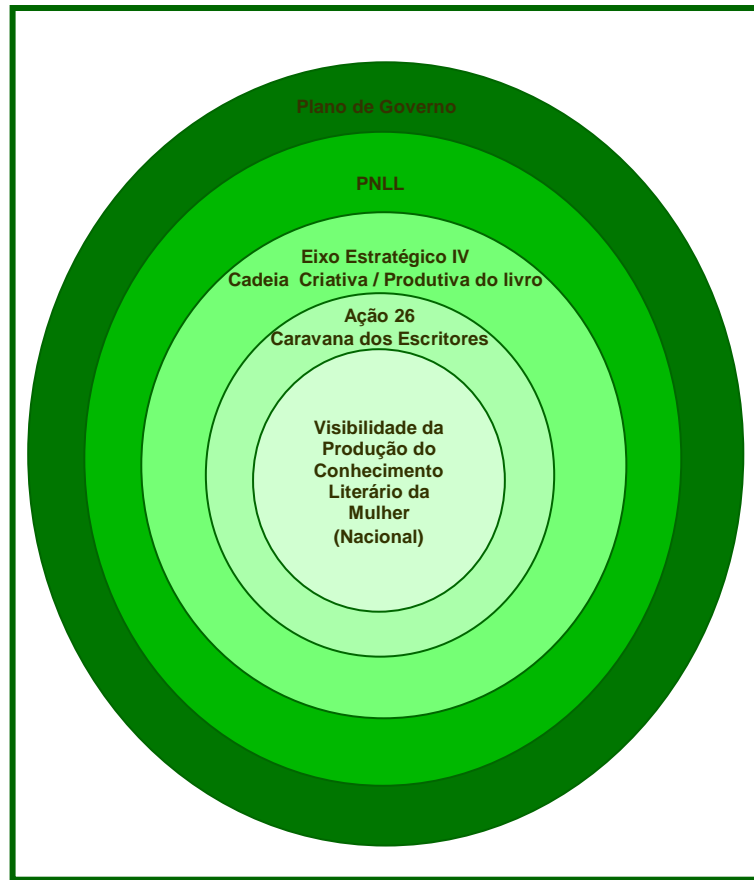 Plano de Governo
PNLL
Eixo Estratégico IV
Cadeia Criativa / Produtiva do livro
Ação 26
Caravana dos Escritores
Visibilidade da
Produção do
Conhecimento
Literário da
Mulher
(Nacional)